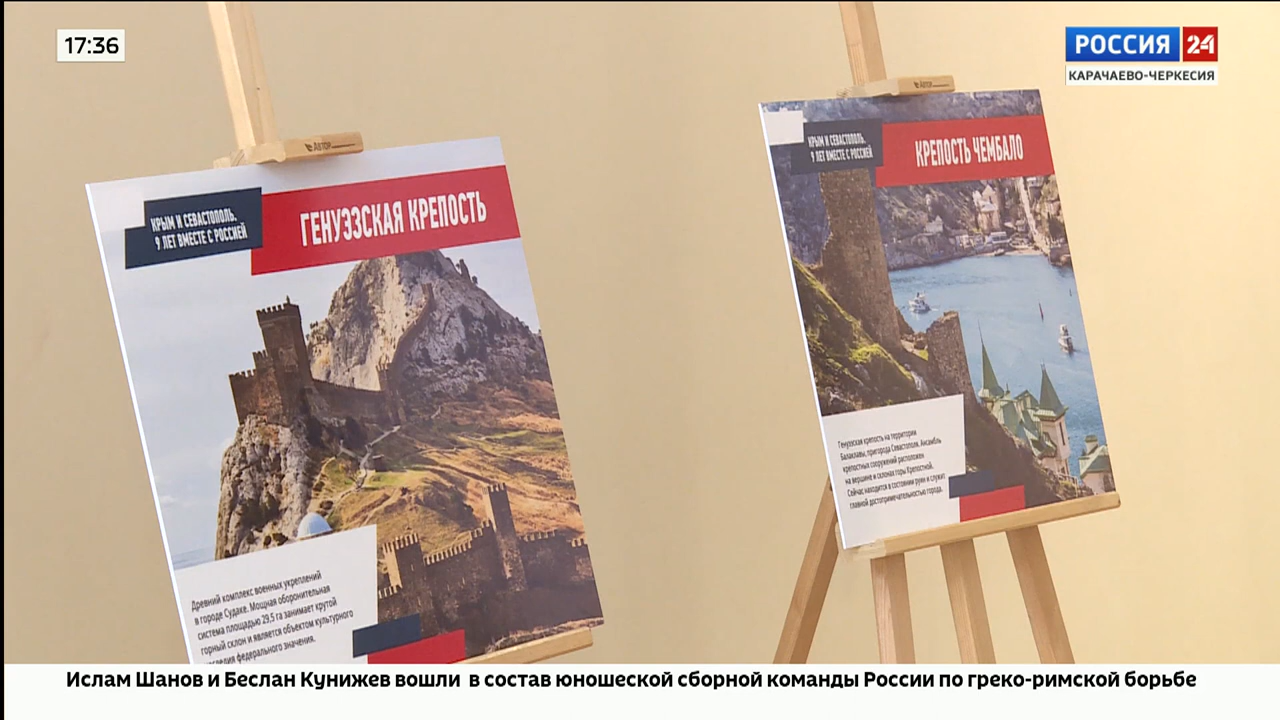 17:36
РОССИЯ 24
КАРАЧАЕВО-ЧЕРКЕСИЯ
АВТОР
КРЫМ И СЕВАСТОПОЛЬ.
9 ЛЕТ ВМЕСТЕ С РОССИЕЙ
ГЕНУЭЗСКАЯ КРЕПОСТЬ
Древний комплекс военных укреплений
в городе Судаке. Мощная оборонительная
система площадью 29,5 га занимает крутой
горный склон и является объектом культурного
наследия федерального значения.
АВТОР
КРЫМ И СЕВАСТОПОЛЬ.
9 ЛЕТ ВМЕСТЕ С РОССИЕЙ
КРЕПОСТЬ ЧЕМБАЛО
Генуэзская крепость на территории
Балаклавы, пригорода Севастополя. Ансамбль
крепостных сооружений расположен
на вершине и склонах горы Крепостной.
Сейчас находится в состоянии руин и служит
главной достопримечательностью города.
Ислам Шанов и Беслан Кунижев вошли в состав юношеской сборной команды России по греко-римской борьбе